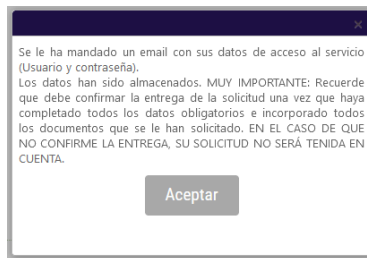 Se le ha mandado un email con sus datos de acceso al servicio
(Usuario y contraseña).
Los datos han sido almacenados. MUY IMPORTANTE: Recuerde
que debe confirmar la entrega de la solicitud una vez que haya
completado todos los datos obligatorios e incorporado todos
los documentos que se le han solicitado. EN EL CASO DE QUE
NO CONFIRME LA ENTREGA, SU SOLICITUD NO SERÁ TENIDA EN
CUENTA.
Aceptar